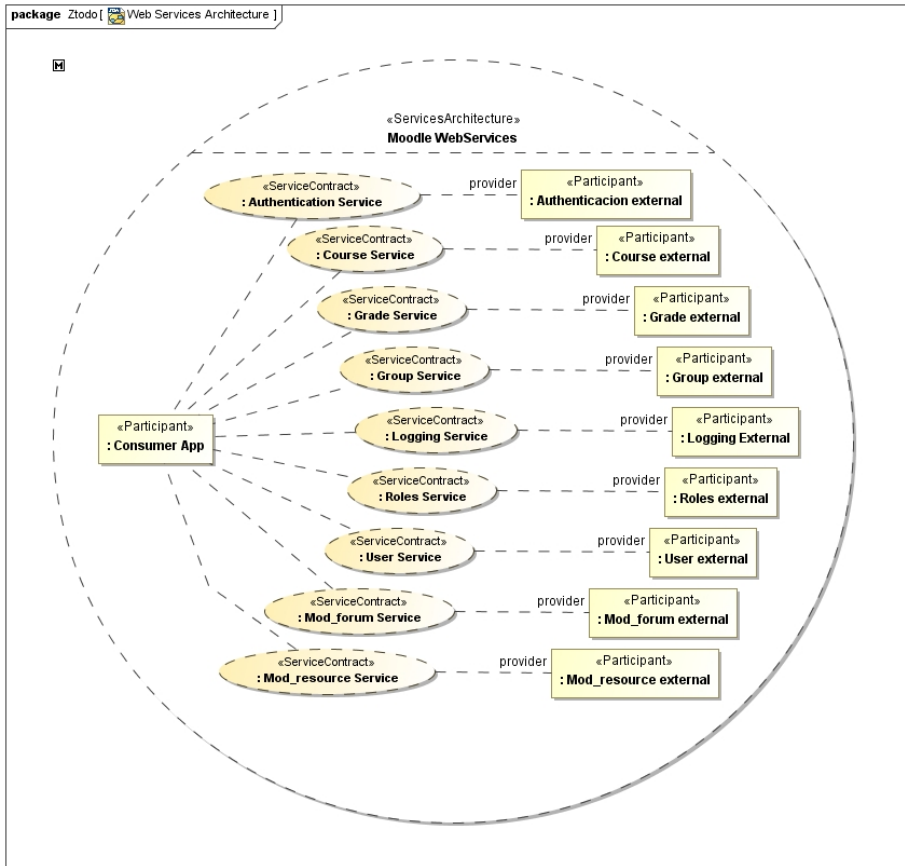 package Ztodo [ Web Services Architecture ]
M
«ServicesArchitecture»
Moodle WebServices
«ServiceContract»
: Authentication Service
provider
«Participant»
: Authenticacion external
«ServiceContract»
: Course Service
provider
«Participant»
: Course external
«ServiceContract»
: Grade Service
provider
«Participant»
: Grade external
«ServiceContract»
: Group Service
provider
«Participant»
: Group external
«Participant»
: Consumer App
«ServiceContract»
: Logging Service
provider
«Participant»
: Logging External
«ServiceContract»
: Roles Service
provider
«Participant»
: Roles external
«ServiceContract»
: User Service
provider
«Participant»
: User external
«ServiceContract»
: Mod_forum Service
provider
«Participant»
: Mod_forum external
«ServiceContract»
: Mod_resource Service
provider
«Participant»
: Mod_resource external